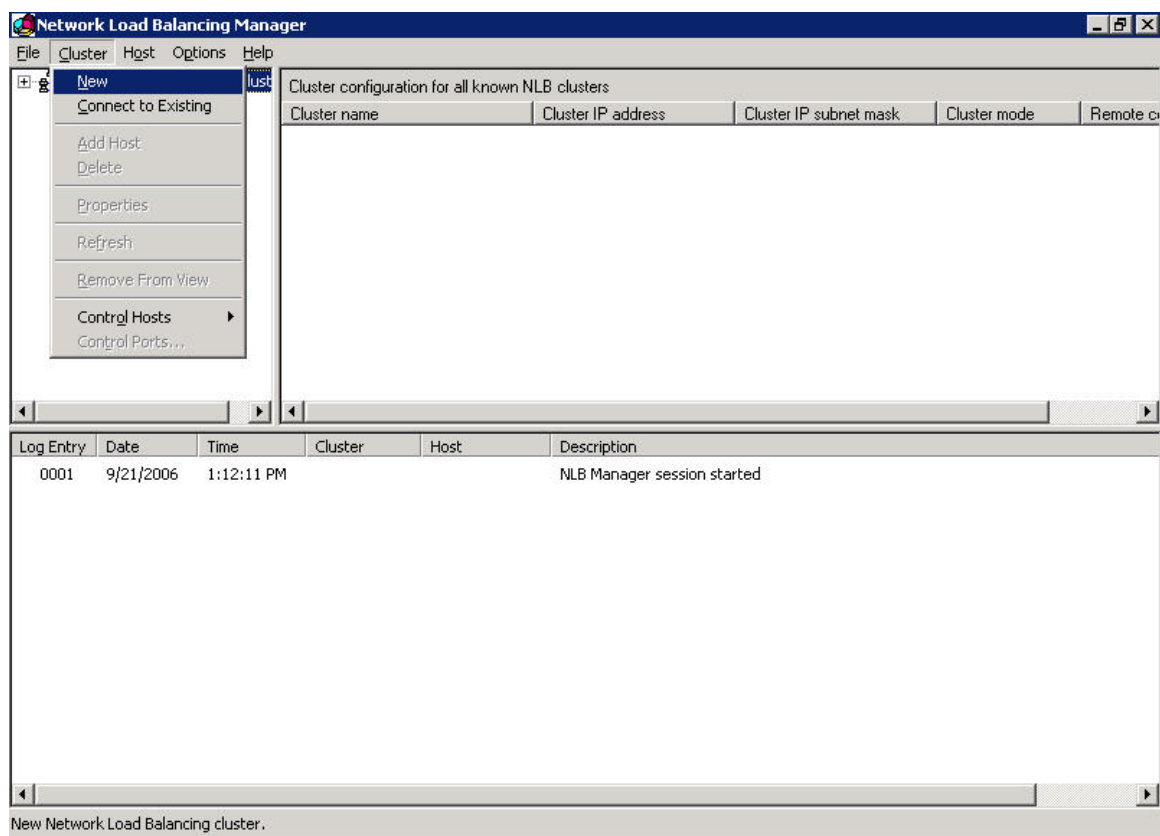 Network Load Balancing Manager
File Cluster Host Options Help
New
Connect to Existing
Add Host
Delete
Properties
Refresh
Remove From View
Control Hosts
Control Ports...
Cluster configuration for all known NLB clusters
Cluster name Cluster IP address Cluster IP subnet mask Cluster mode Remote
Log Entry Date Time Cluster Host Description
0001 9/21/2006 1:12:11 PM NLB Manager session started
New Network Load Balancing cluster.